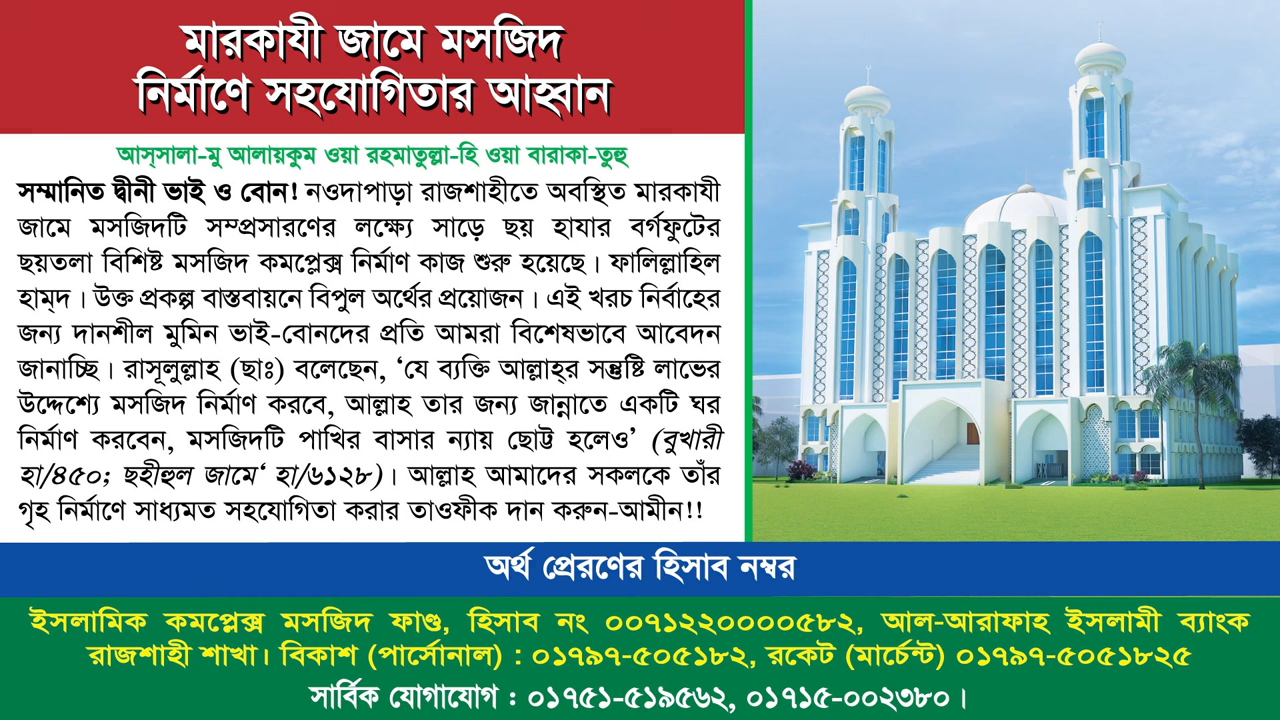 মারকাযী জামে মসজিদ
নির্মাণে সহযোগিতার আহ্বান
আস্সালা-মু আলায়কুম ওয়া রহমাতুল্লা-হি ওয়া বারাকা-তুহু
সম্মানিত দ্বীনী ভাই ও বোন! নওদাপাড়া রাজশাহীতে অবস্থিত মারকাযী
জামে মসজিদটি সম্প্রসারণের লক্ষ্যে সাড়ে ছয় হাযার বর্গফুটের
ছয়তলা বিশিষ্ট মসজিদ কমপ্লেক্স নির্মাণ কাজ শুরু হয়েছে। ফালিল্লাহিল
হাম্দ। উক্ত প্রকল্প বাস্তবায়নে বিপুল অর্থের প্রয়োজন। এই খরচ নির্বাহের
জন্য দানশীল মুমিন ভাই-বোনদের প্রতি আমরা বিশেষভাবে আবেদন
জানাচ্ছি। রাসূলুল্লাহ (ছাঃ) বলেছেন, ‘যে ব্যক্তি আল্লাহ্র সন্তুষ্টি লাভের
উদ্দেশ্যে মসজিদ নির্মাণ করবে, আল্লাহ তার জন্য জান্নাতে একটি ঘর
নির্মাণ করবেন, মসজিদটি পাখির বাসার ন্যায় ছোট্ট হলেও’ (বুখারী
হা/৪৫০; ছহীহুল জামে‘ হা/৬১২৮)। আল্লাহ আমাদের সকলকে তাঁর
গৃহ নির্মাণে সাধ্যমত সহযোগিতা করার তাওফীক দান করুন-আমীন!!
অর্থ প্রেরণের হিসাব নম্বর
ইসলামিক কমপ্লেক্স মসজিদ ফাণ্ড, হিসাব নং ০০৭১২২০০০০৫৮২, আল-আরাফাহ ইসলামী ব্যাংক
রাজশাহী শাখা। বিকাশ (পার্সোনাল) : ০১৭৯৭-৫০৫১৮২, রকেট (মার্চেন্ট) ০১৭৯৭-৫০৫১৮২৫
সার্বিক যোগাযোগ : ০১৭৫১-৫১৯৫৬২, ০১৭১৫-০০২৩৮০।